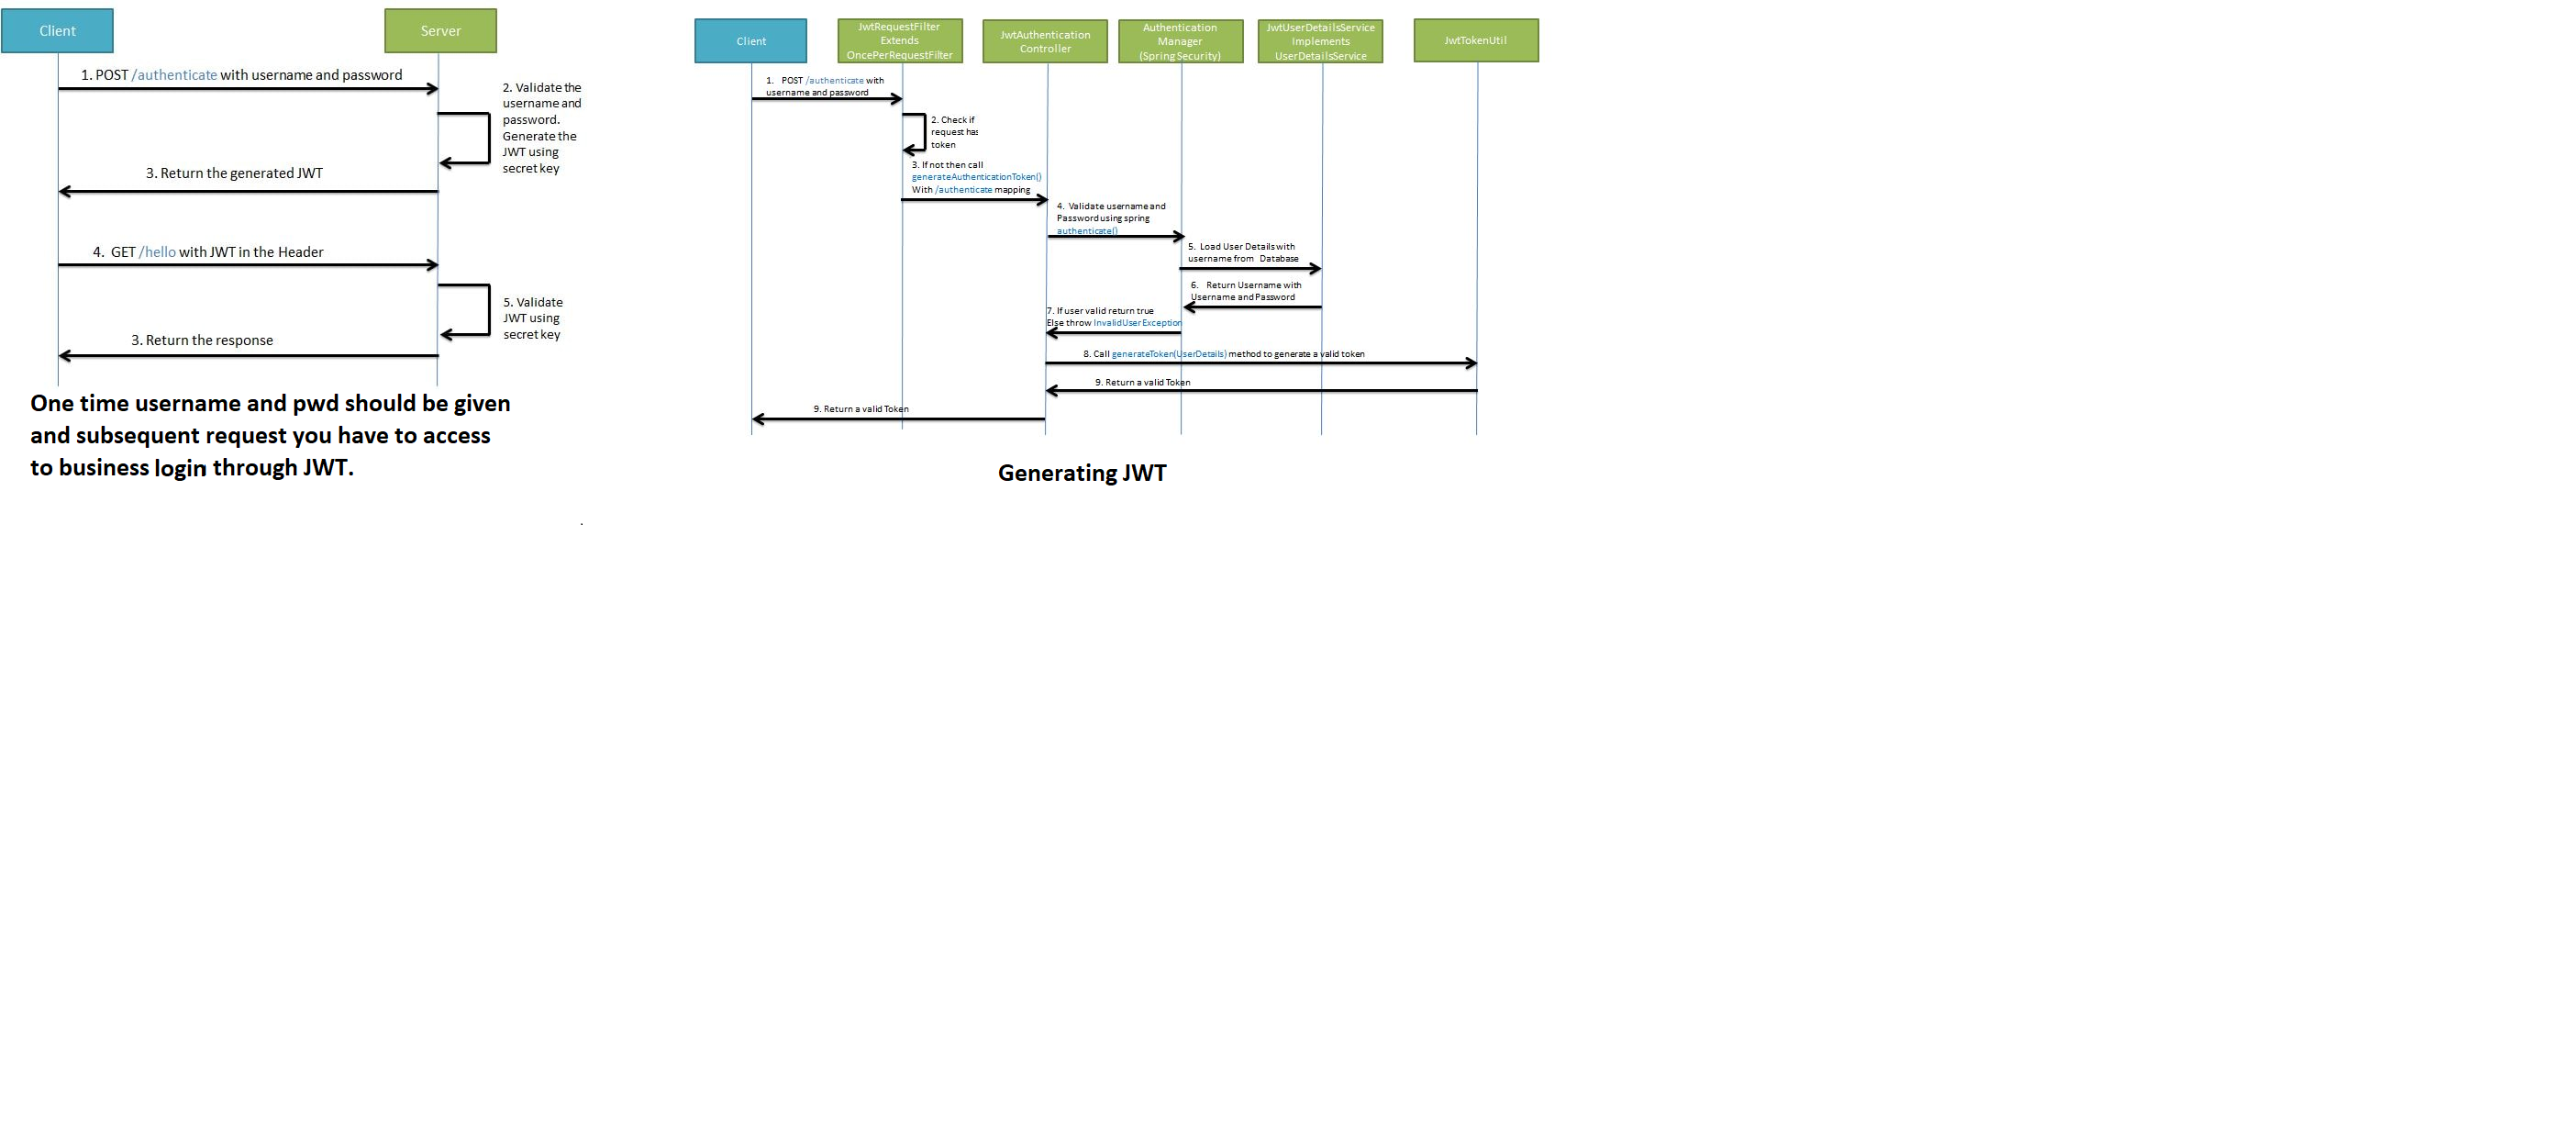 Client
Server
1. POST /authenticate with username and password
2. Validate the
username and
password.
Generate the
JWT using
secret key
3. Return the generated JWT
4. GET /hello with JWT in the Header
5. Validate
JWT using
secret key
3. Return the response
One time username and pwd should be given
and subsequent request you have to access
to business login through JWT.
.
Client
JwtRequestFilter
Extends
OncePerRequestFilter
JwtAuthentication
Controller
Authentication
Manager
(Spring Security)
JwtUserDetailsService
Implements
UserDetailsService
JwtTokenUtil
1. POST /authenticate with
username and password
2. Check if
request has
token
3. If not then call
generateAuthenticationToken()
With /authenticate mapping
4. Validate username and
Password using spring
authenticate()
5. Load User Details with
username from Database
6. Return Username with
Username and Password
7. If user valid return true
Else throw InvalidUserException
8. Call generateToken(UserDetails) method to generate a valid token
9. Return a valid Token
9. Return a valid Token
Generating JWT